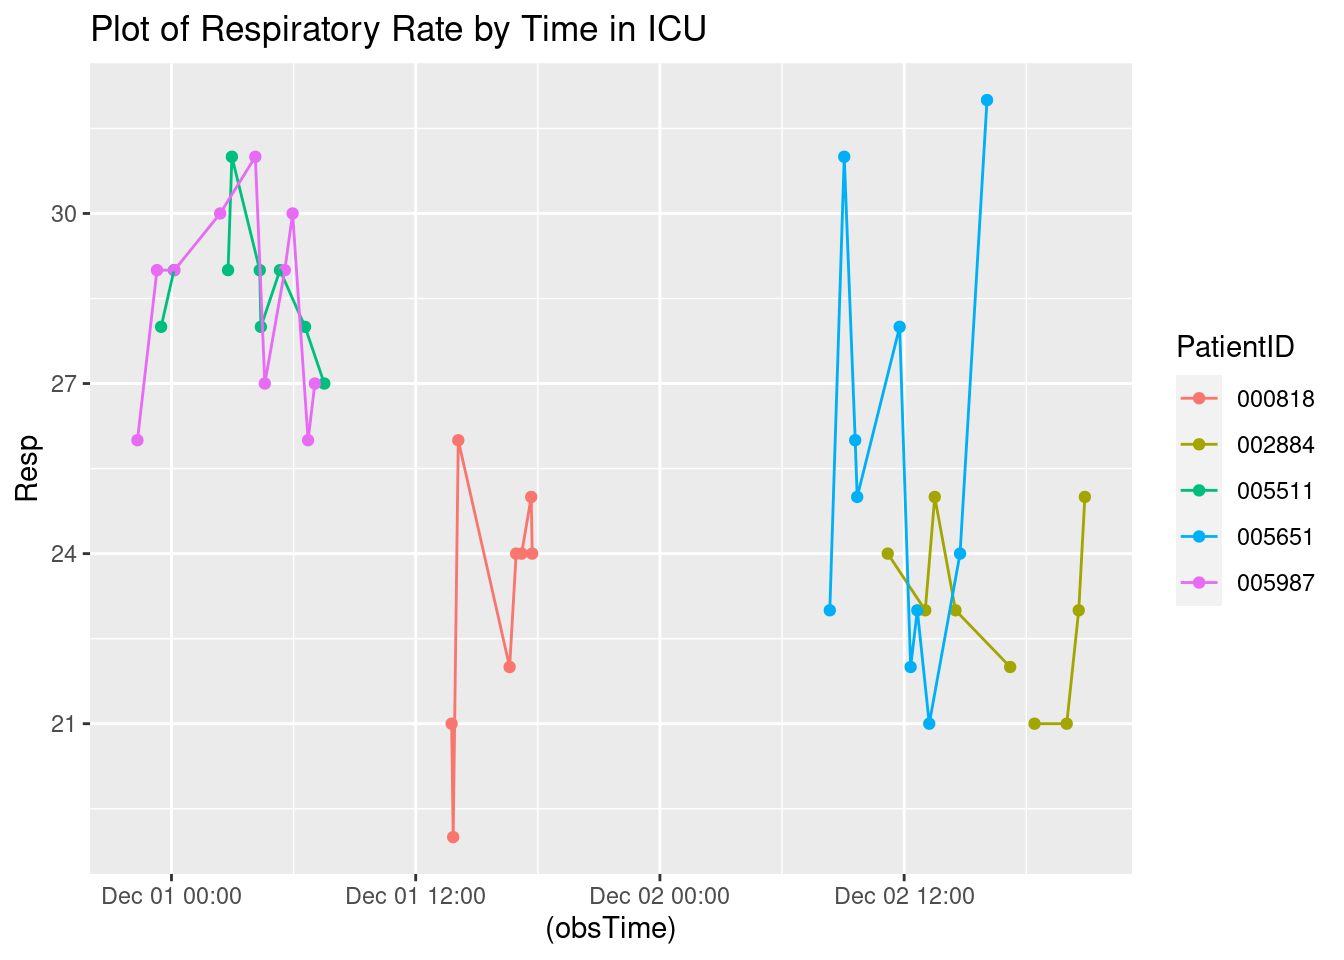 Plot of Respiratory Rate by Time in ICU
Resp
30
27
24
21
Dec 01 00:00
Dec 01 12:00
Dec 02 00:00
Dec 02 12:00
(obsTime)
PatientID
000818
002884
005511
005651
005987